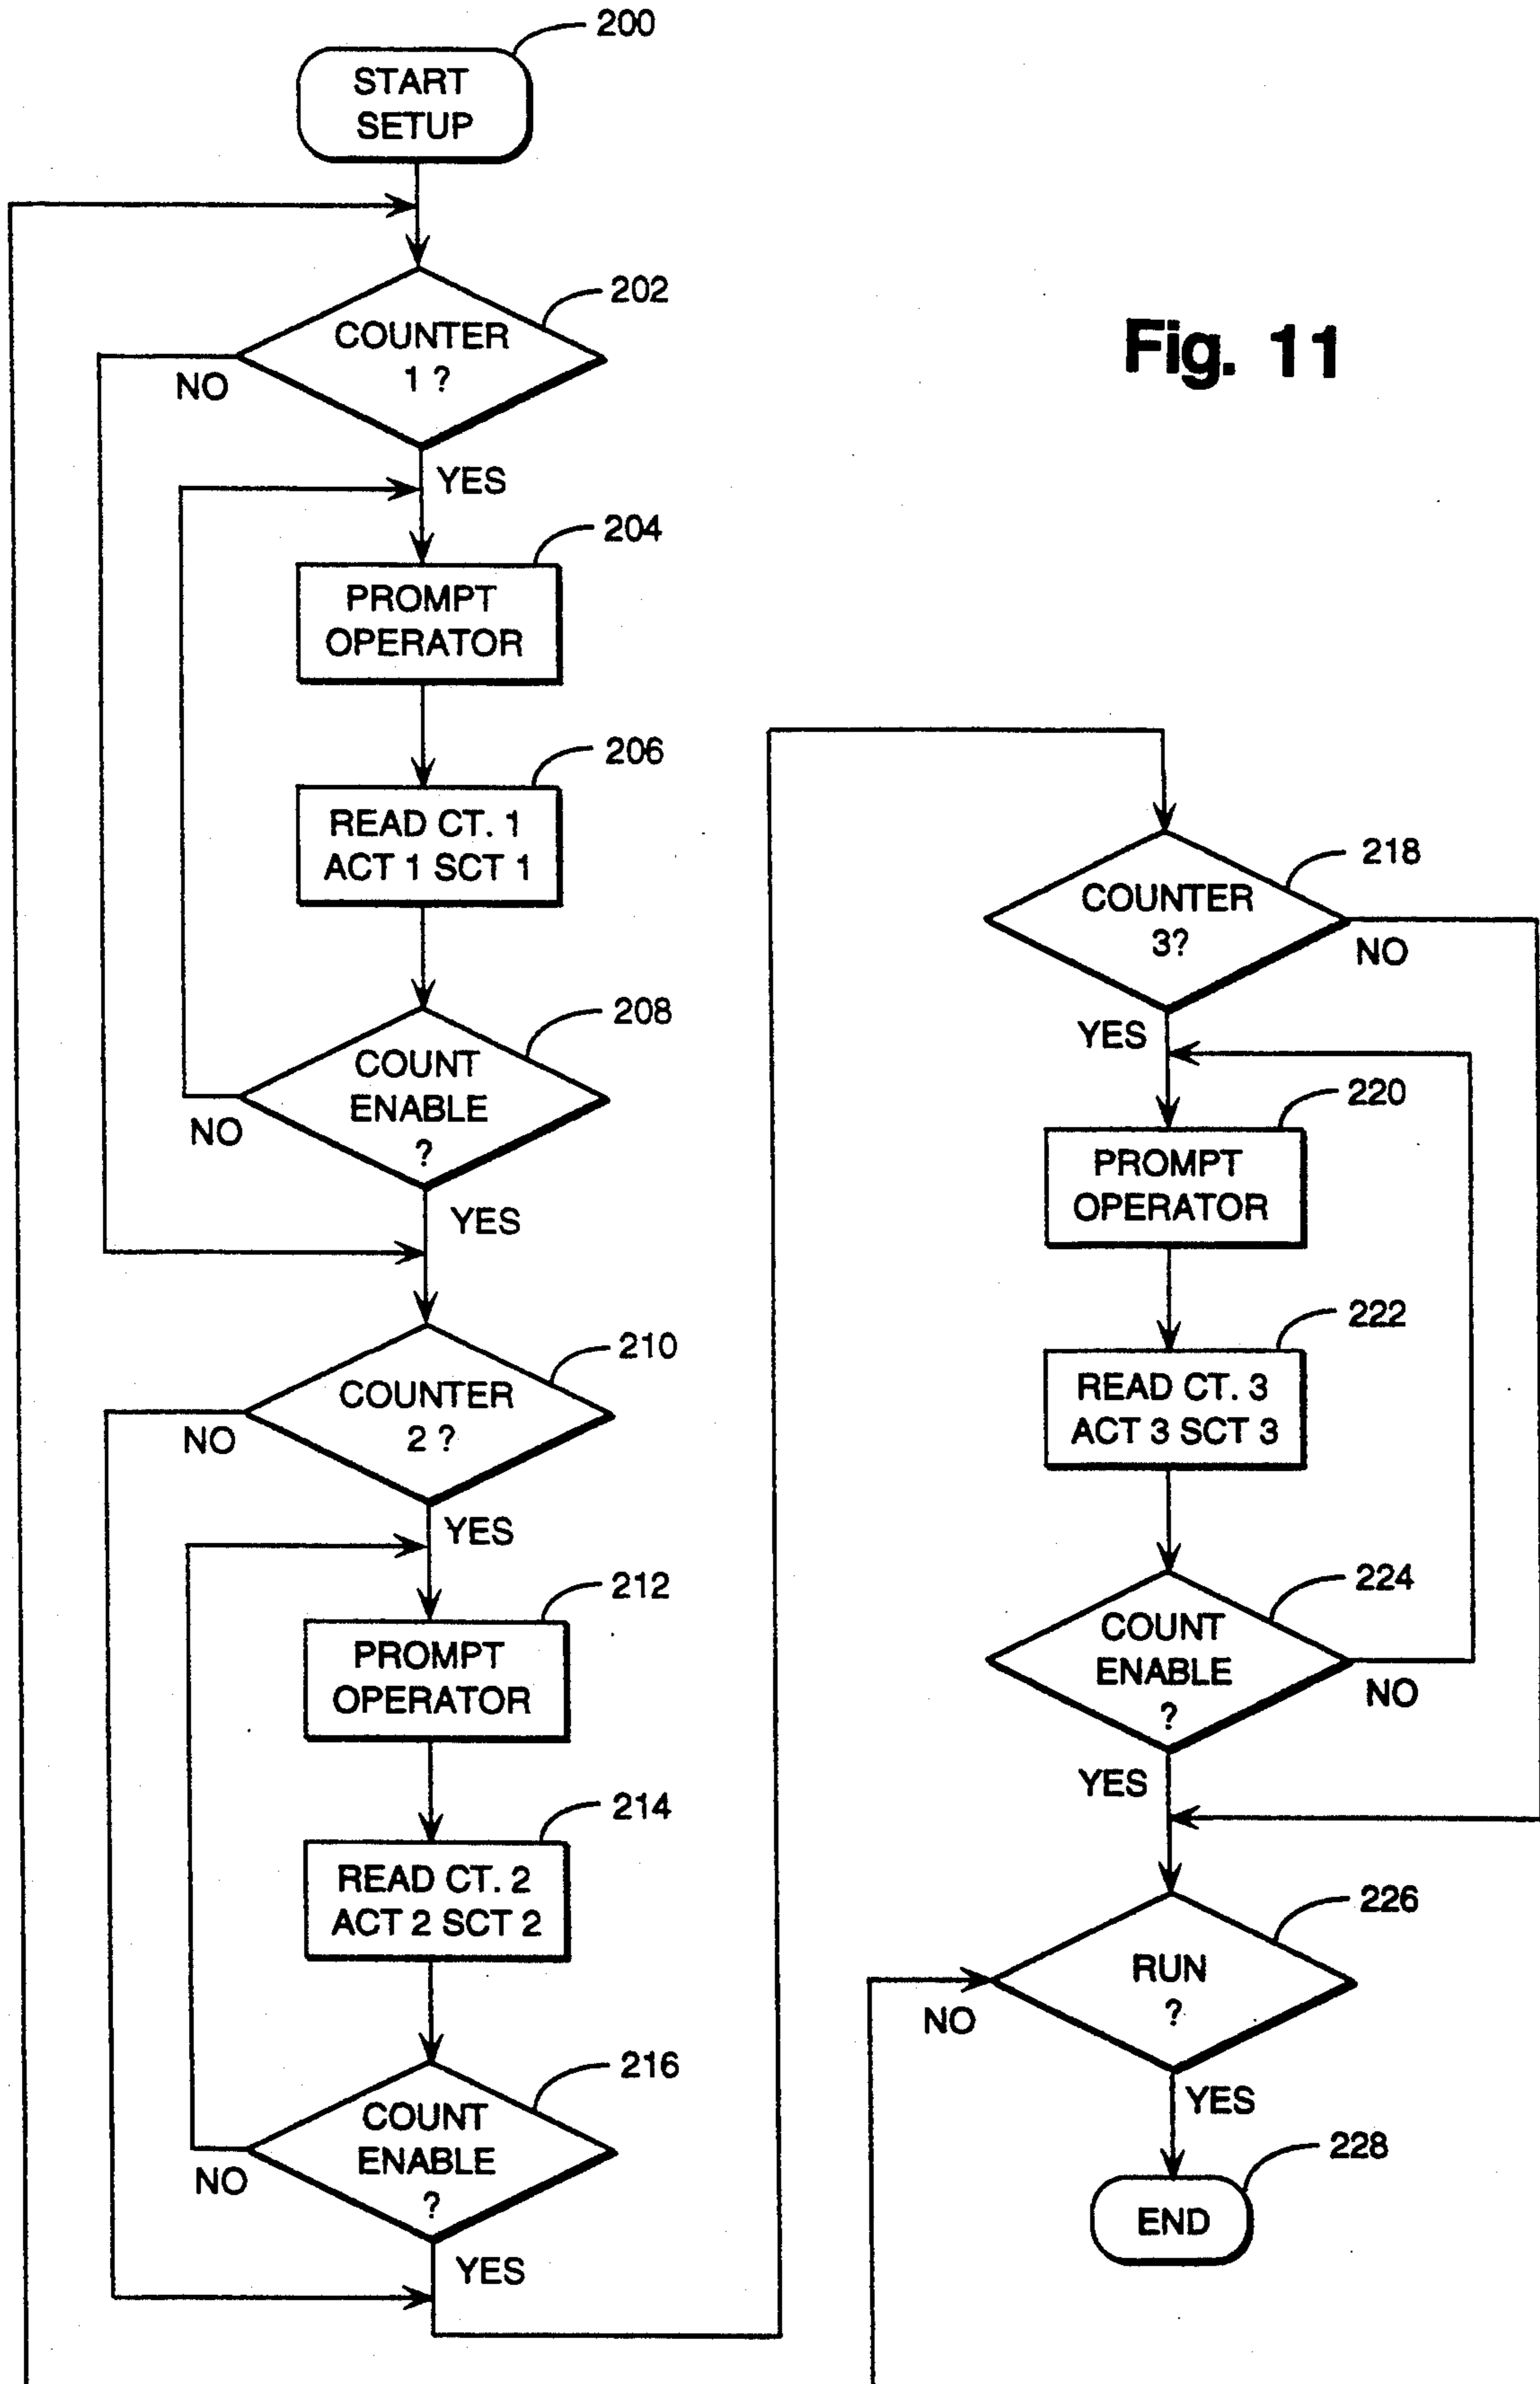 200
START
SETUP
202
COUNTER
1 ?
NO
YES
204
PROMPT
OPERATOR
206
READ CT. 1
ACT 1 SCT 1
208
COUNT
ENABLE
?
NO
YES
210
COUNTER
2 ?
NO
YES
212
PROMPT
OPERATOR
214
READ CT. 2
ACT 2 SCT 2
216
COUNT
ENABLE
?
NO
YES
Fig. 11
218
COUNTER
3?
NO
YES
220
PROMPT
OPERATOR
222
READ CT. 3
ACT 3 SCT 3
224
COUNT
ENABLE
?
NO
YES
226
RUN
?
NO
YES
228
END